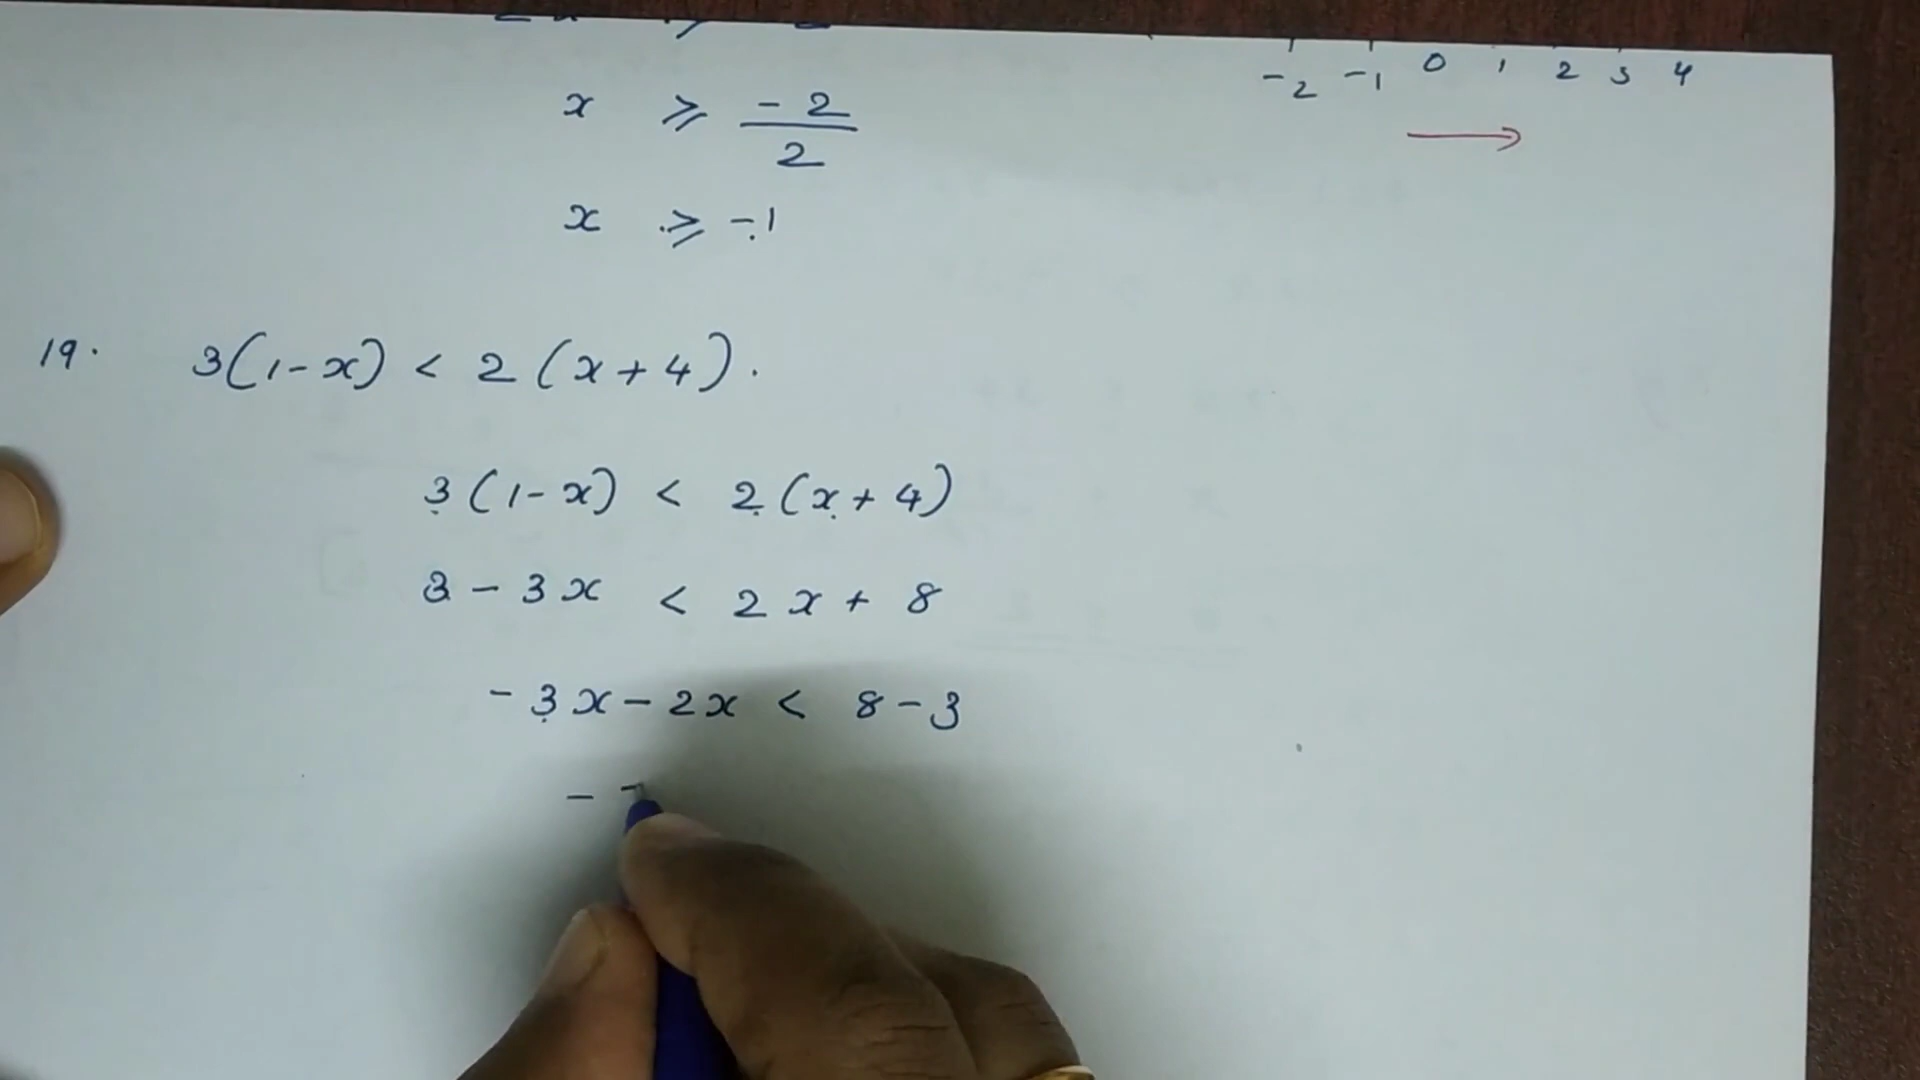 -2 -1 0 1 2 3 4
x ≥ -2/2
x ≥ -1
19. 3(1-x) < 2(x+4).
3(1-x) < 2(x+4)
3 - 3x < 2x + 8
-3x - 2x < 8 - 3
-